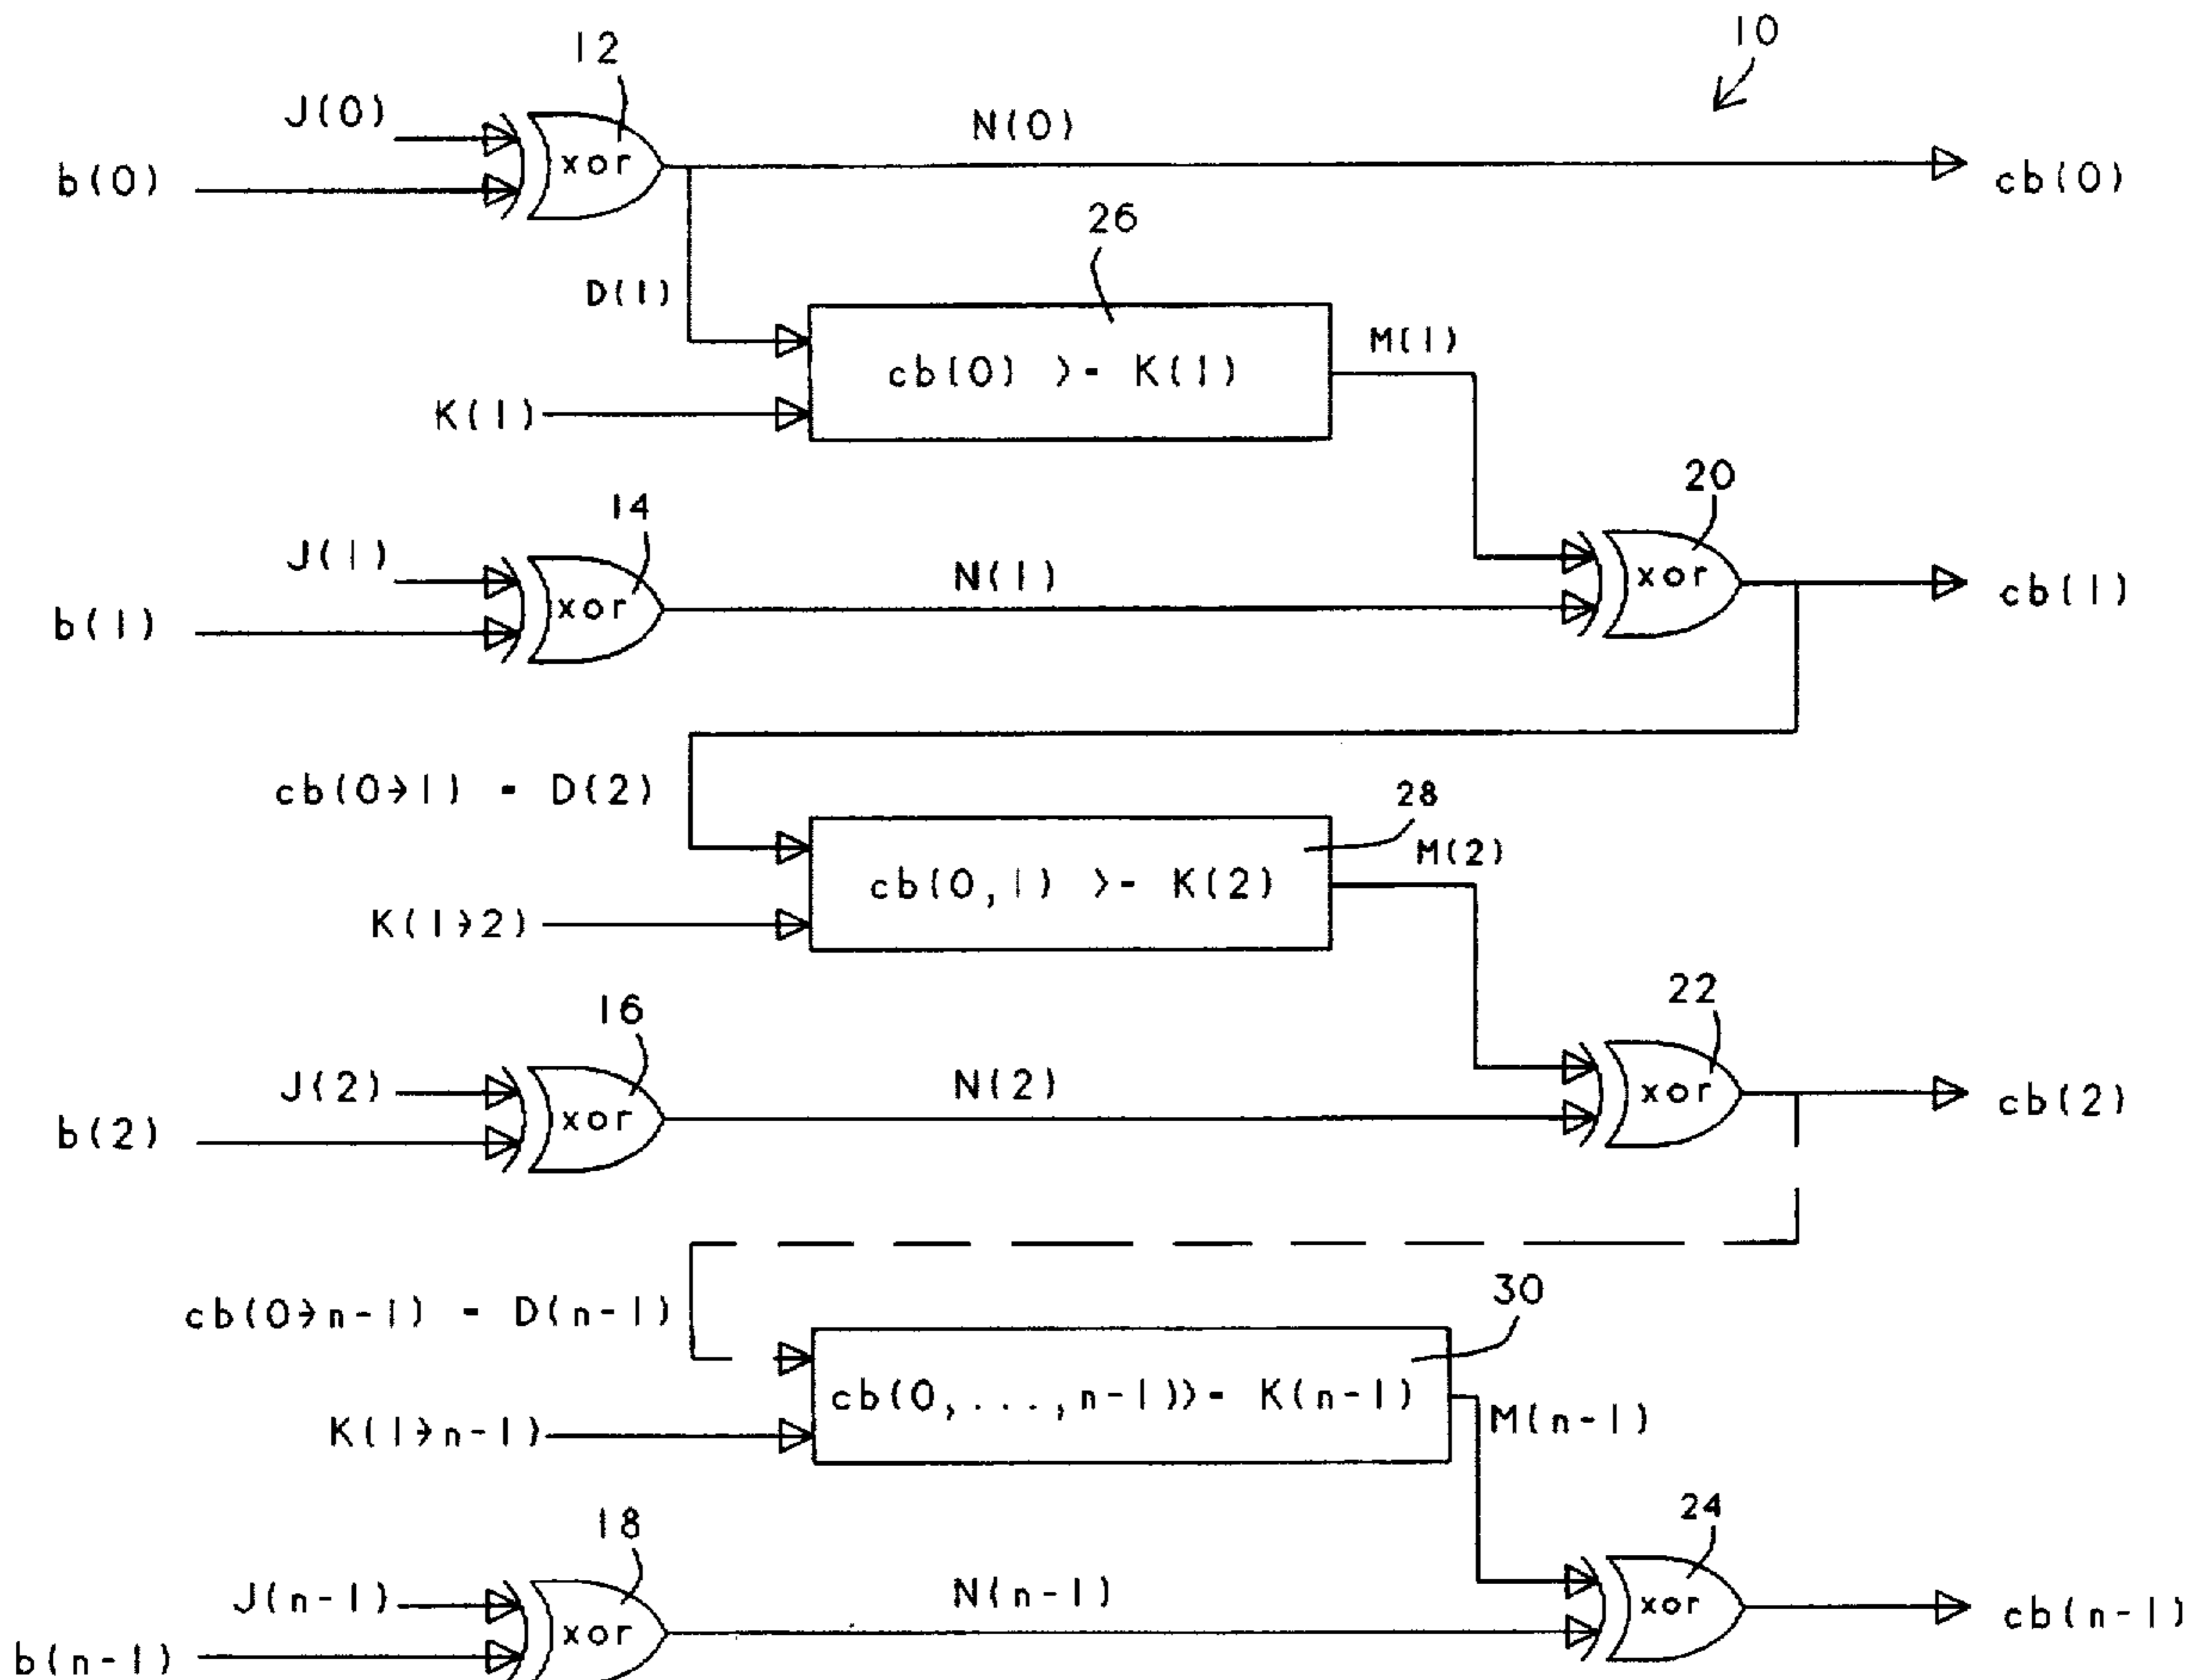 10
12
J(0)
b(0)
xor
N(0)
cb(0)
26
D(1)
cb(0) >- K(1)
M(1)
K(1)
14
20
J(1)
b(1)
xor
N(1)
xor
cb(1)
cb(0→1) - D(2)
28
cb(0,1) >- K(2)
M(2)
K(1→2)
16
22
J(2)
b(2)
xor
N(2)
xor
cb(2)
30
cb(0→n-1) - D(n-1)
cb(0,...,n-1)>- K(n-1)
M(n-1)
K(1→n-1)
18
24
J(n-1)
b(n-1)
xor
N(n-1)
xor
cb(n-1)